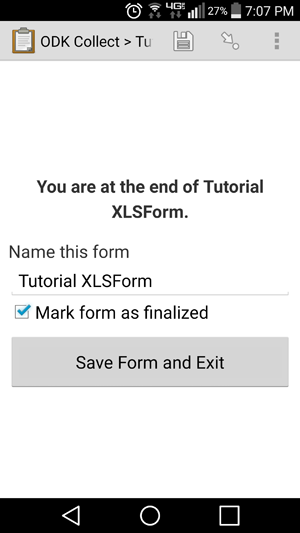 4G 27% 7:07 PM
ODK Collect > Tu
You are at the end of Tutorial
XLSForm.
Name this form
Tutorial XLSForm
Mark form as finalized
Save Form and Exit